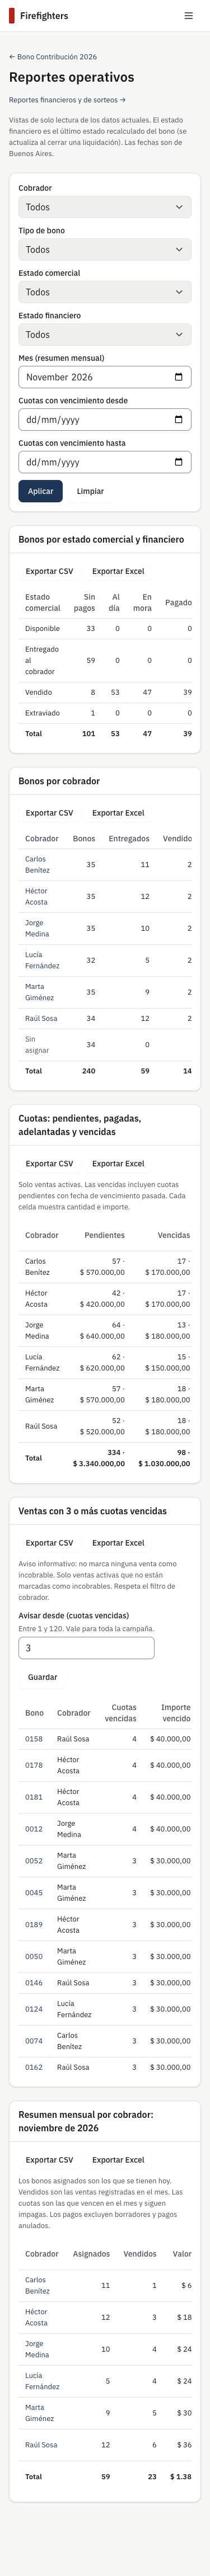 Firefighters
← Bono Contribución 2026
Reportes operativos
Reportes financieros y de sorteos →
Vistas de solo lectura de los datos actuales. El estado
financiero es el último estado recalculado del bono (se
actualiza al cerrar una liquidación). Las fechas son de
Buenos Aires.
Cobrador
Todos
Tipo de bono
Todos
Estado comercial
Todos
Estado financiero
Todos
Mes (resumen mensual)
November 2026
Cuotas con vencimiento desde
dd/mm/yyyy
Cuotas con vencimiento hasta
dd/mm/yyyy
Aplicar Limpiar
Bonos por estado comercial y financiero
Exportar CSV Exportar Excel
Estado comercial Sin pagos Al día En mora Pagado
Disponible 33 0 0 0
Entregado al cobrador 59 0 0 0
Vendido 8 53 47 39
Extraviado 1 0 0 0
Total 101 53 47 39
Bonos por cobrador
Exportar CSV Exportar Excel
Cobrador Bonos Entregados Vendido
Carlos Benítez 35 11 2
Héctor Acosta 35 12 2
Jorge Medina 35 10 2
Lucía Fernández 32 5 2
Marta Giménez 35 9 2
Raúl Sosa 34 12 2
Sin asignar 34 0
Total 240 59 14
Cuotas: pendientes, pagadas,
adelantadas y vencidas
Exportar CSV Exportar Excel
Solo ventas activas. Las vencidas incluyen cuotas
pendientes con fecha de vencimiento pasada. Cada
celda muestra cantidad e importe.
Cobrador Pendientes Vencidas
Carlos Benítez 57 · $ 570.000,00 17 · $ 170.000,00
Héctor Acosta 42 · $ 420.000,00 17 · $ 170.000,00
Jorge Medina 64 · $ 640.000,00 13 · $ 180.000,00
Lucía Fernández 62 · $ 620.000,00 15 · $ 150.000,00
Marta Giménez 57 · $ 570.000,00 18 · $ 180.000,00
Raúl Sosa 52 · $ 520.000,00 18 · $ 180.000,00
Total 334 · $ 3.340.000,00 98 · $ 1.030.000,00
Ventas con 3 o más cuotas vencidas
Exportar CSV Exportar Excel
Aviso informativo: no marca ninguna venta como
incobrable. Solo ventas activas que no están
marcadas como incobrables. Respeta el filtro de
cobrador.
Avisar desde (cuotas vencidas)
Entre 1 y 120. Vale para toda la campaña.
3
Guardar
Bono Cobrador Cuotas vencidas Importe vencido
0158 Raúl Sosa 4 $ 40.000,00
0178 Héctor Acosta 4 $ 40.000,00
0181 Héctor Acosta 4 $ 40.000,00
0012 Jorge Medina 4 $ 40.000,00
0052 Marta Giménez 3 $ 30.000,00
0045 Marta Giménez 3 $ 30.000,00
0189 Héctor Acosta 3 $ 30.000,00
0050 Marta Giménez 3 $ 30.000,00
0146 Raúl Sosa 3 $ 30.000,00
0124 Lucía Fernández 3 $ 30.000,00
0074 Carlos Benítez 3 $ 30.000,00
0162 Raúl Sosa 3 $ 30.000,00
Resumen mensual por cobrador:
noviembre de 2026
Exportar CSV Exportar Excel
Los bonos asignados son los que se tienen hoy.
Vendidos son las ventas registradas en el mes. Las
cuotas son las que vencen en el mes y siguen
impagas. Los pagos excluyen borradores y pagos
anulados.
Cobrador Asignados Vendidos Valor
Carlos Benítez 11 1 $ 6
Héctor Acosta 12 3 $ 18
Jorge Medina 10 4 $ 24
Lucía Fernández 5 4 $ 24
Marta Giménez 9 5 $ 30
Raúl Sosa 12 6 $ 36
Total 59 23 $ 1.38